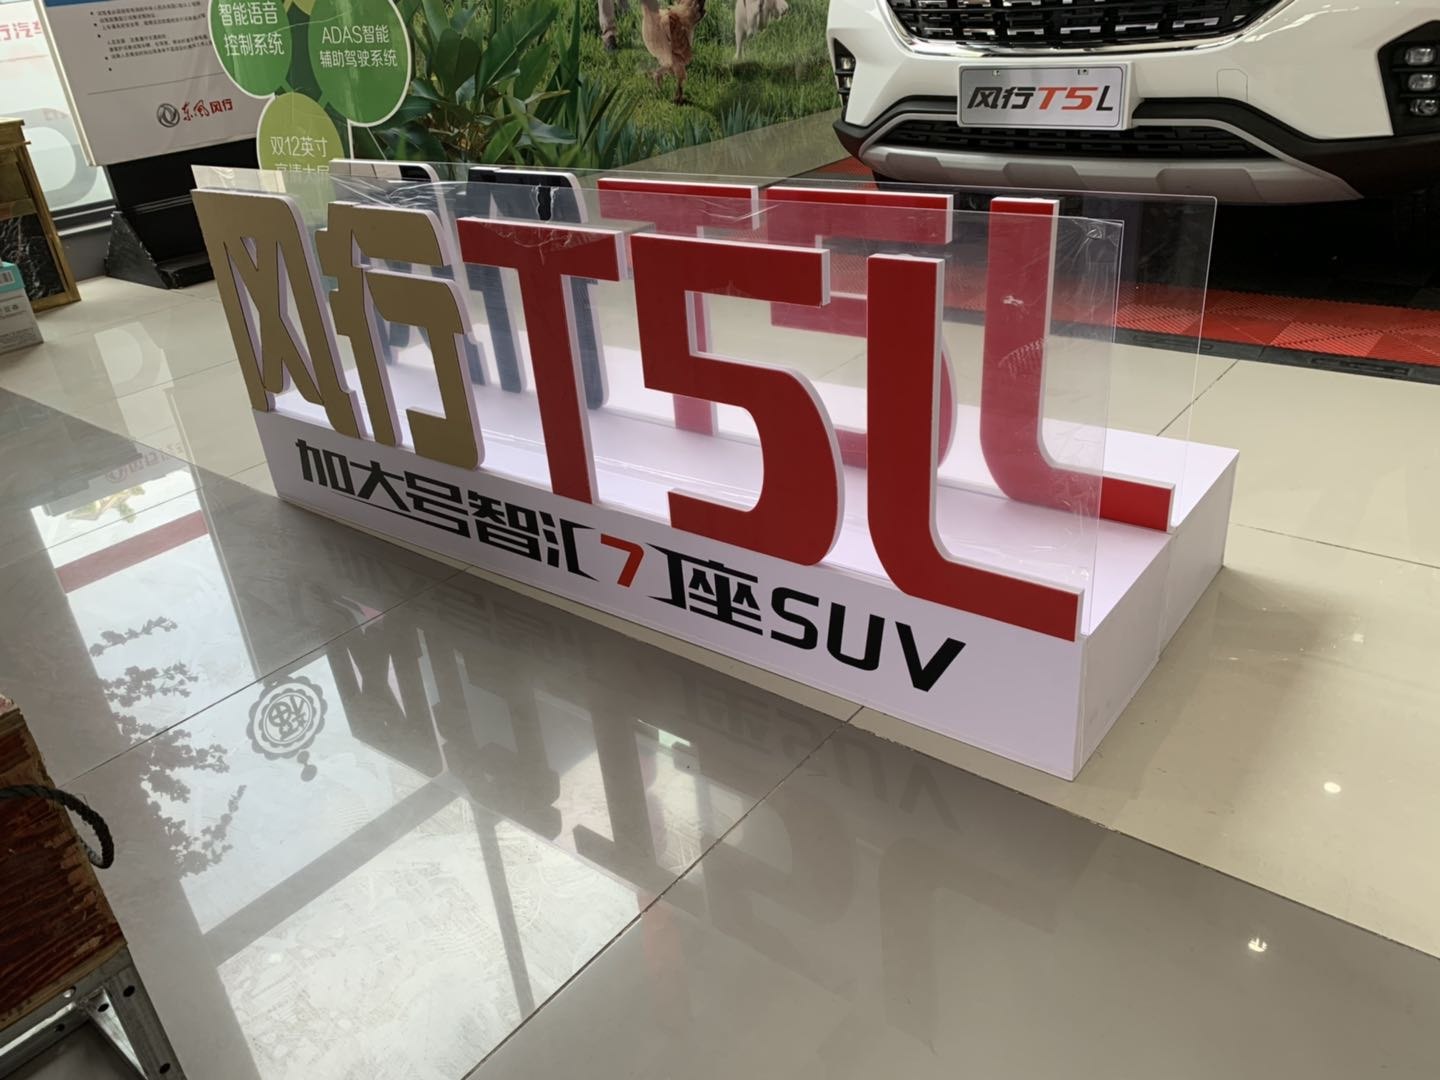 智能语音
控制系统
ADAS智能
辅助驾驶系统
双12英寸
东风风行
风行T5L
风行T5L
加大号智汇7座SUV
福